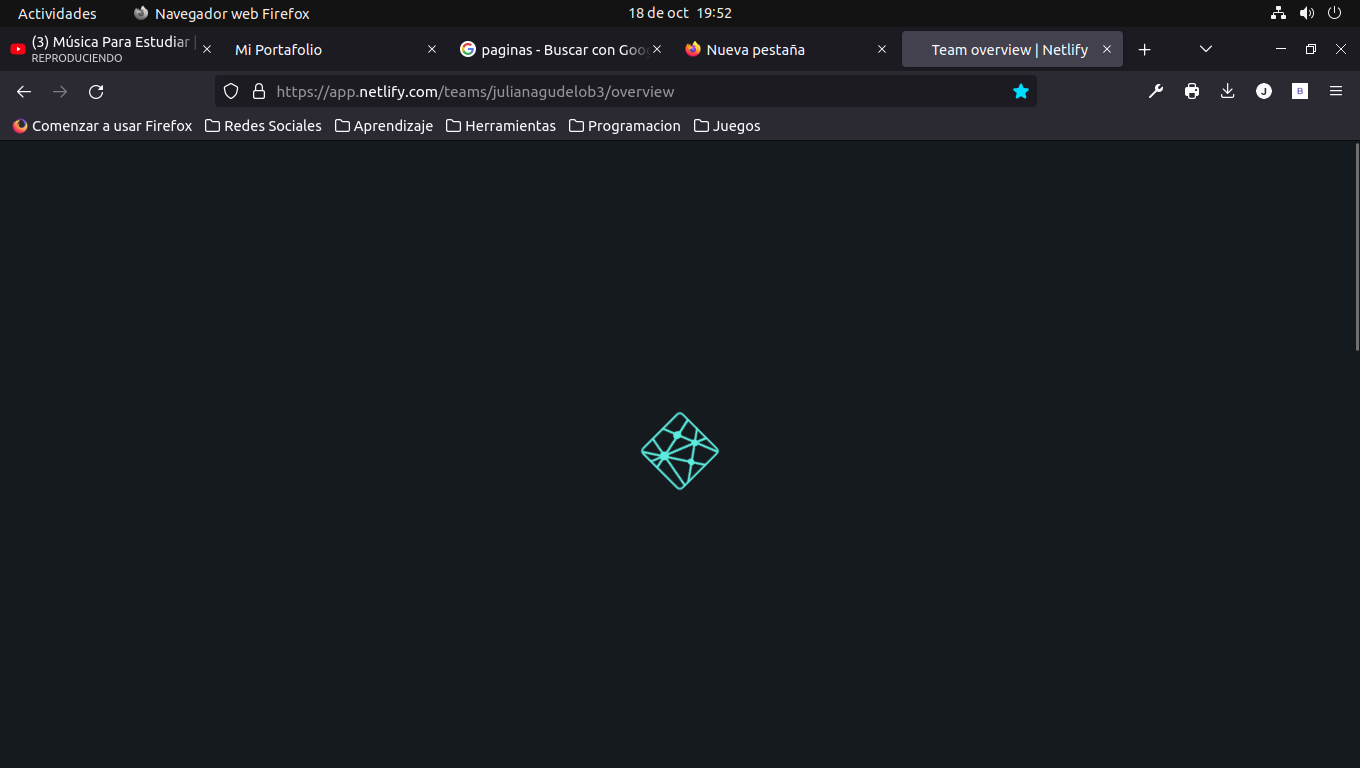 Actividades Navegador web Firefox 18 de oct 19:52
(3) Música Para Estudiar |
REPRODUCIENDO
Mi Portafolio
paginas - Buscar con Goo
Nueva pestaña
Team overview | Netlify
https://app.netlify.com/teams/julianagudelob3/overview
J
B
Comenzar a usar Firefox Redes Sociales Aprendizaje Herramientas Programacion Juegos